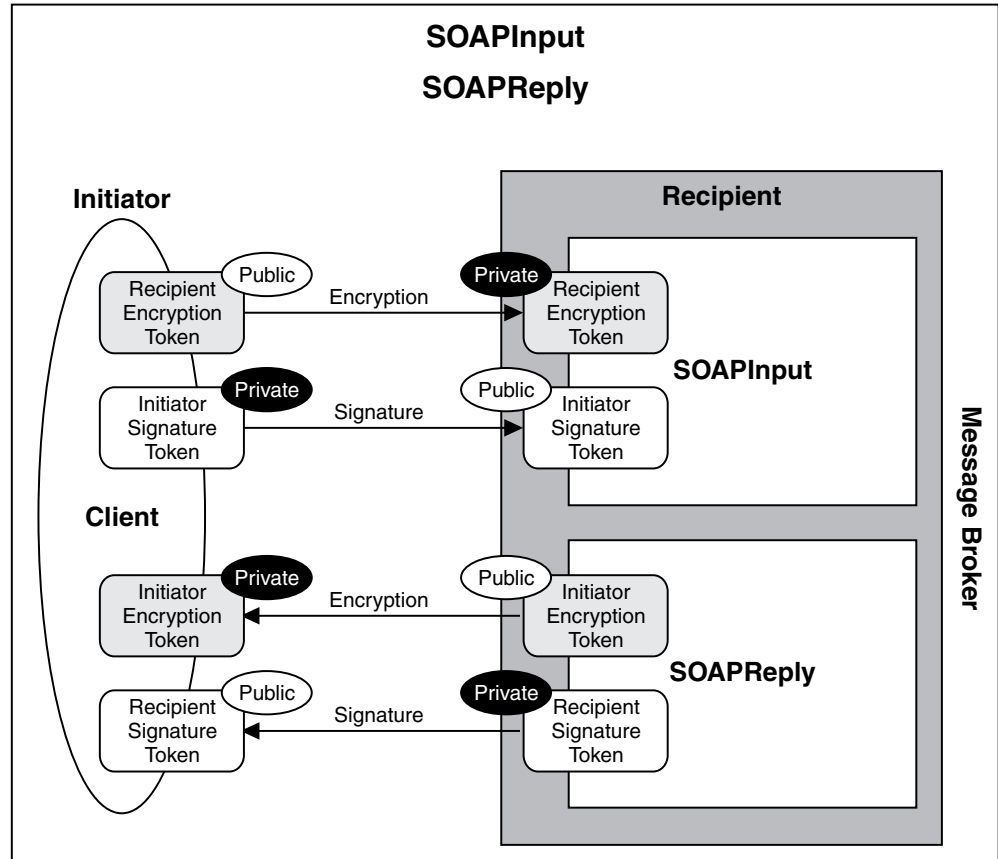 SOAPInput
SOAPReply
Initiator
Recipient
Public
Private
Recipient
Encryption
Token
Encryption
Recipient
Encryption
Token
SOAPInput
Private
Public
Initiator
Signature
Token
Signature
Initiator
Signature
Token
Client
Message Broker
Private
Public
Initiator
Encryption
Token
Encryption
Initiator
Encryption
Token
SOAPReply
Public
Private
Recipient
Signature
Token
Signature
Recipient
Signature
Token